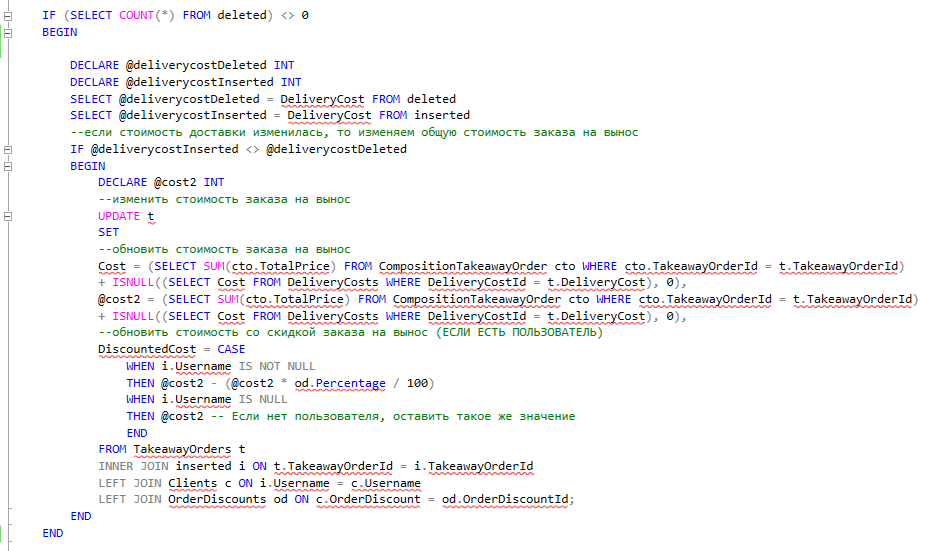 IF (SELECT COUNT(*) FROM deleted) <> 0
BEGIN
DECLARE @deliverycostDeleted INT
DECLARE @deliverycostInserted INT
SELECT @deliverycostDeleted = DeliveryCost FROM deleted
SELECT @deliverycostInserted = DeliveryCost FROM inserted
--если стоимость доставки изменилась, то изменяем общую стоимость заказа на вынос
IF @deliverycostInserted <> @deliverycostDeleted
BEGIN
DECLARE @cost2 INT
--изменить стоимость заказа на вынос
UPDATE t
SET
--обновить стоимость заказа на вынос
Cost = (SELECT SUM(cto.TotalPrice) FROM CompositionTakeawayOrder cto WHERE cto.TakeawayOrderId = t.TakeawayOrderId)
+ ISNULL((SELECT Cost FROM DeliveryCosts WHERE DeliveryCostId = t.DeliveryCost), 0),
@cost2 = (SELECT SUM(cto.TotalPrice) FROM CompositionTakeawayOrder cto WHERE cto.TakeawayOrderId = t.TakeawayOrderId)
+ ISNULL((SELECT Cost FROM DeliveryCosts WHERE DeliveryCostId = t.DeliveryCost), 0),
--обновить стоимость со скидкой заказа на вынос (ЕСЛИ ЕСТЬ ПОЛЬЗОВАТЕЛЬ)
DiscountedCost = CASE
WHEN i.Username IS NOT NULL
THEN @cost2 - (@cost2 * od.Percentage / 100)
WHEN i.Username IS NULL
THEN @cost2 -- Если нет пользователя, оставить такое же значение
END
FROM TakeawayOrders t
INNER JOIN inserted i ON t.TakeawayOrderId = i.TakeawayOrderId
LEFT JOIN Clients c ON i.Username = c.Username
LEFT JOIN OrderDiscounts od ON c.OrderDiscount = od.OrderDiscountId;
END
END